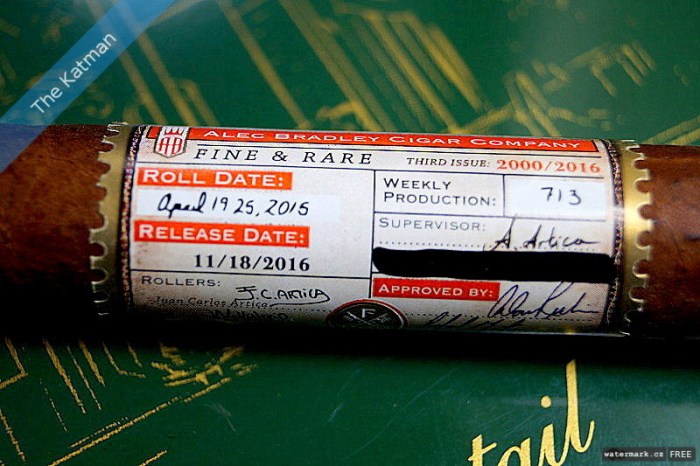 The Katman
AB
ALEC BRADLEY CIGAR COMPANY
FINE & RARE
THIRD ISSUE: 2000/2016
ROLL DATE:
April 19 25, 2015
WEEKLY
PRODUCTION:
713
SUPERVISOR:
A. Artica
RELEASE DATE:
11/18/2016
ROLLERS:
J.C. ARTICA
Juan Carlos Artica
APPROVED BY:
F
tail
watermark.cz FREE